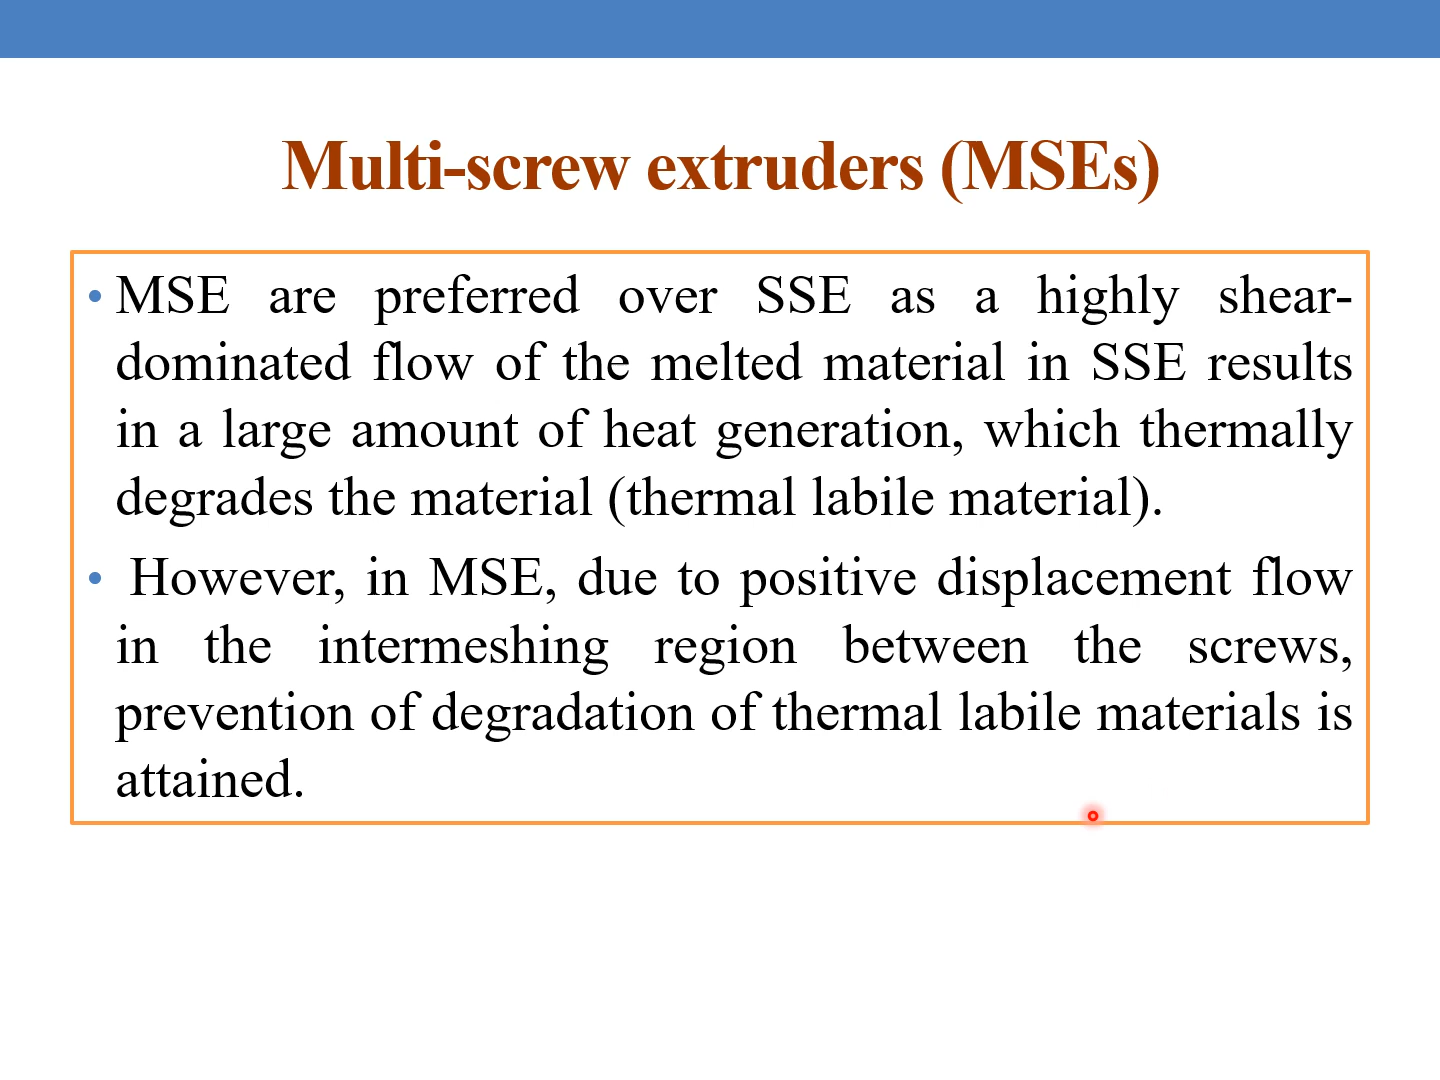 Multi-screw extruders (MSEs)
• MSE are preferred over SSE as a highly shear-
dominated flow of the melted material in SSE results
in a large amount of heat generation, which thermally
degrades the material (thermal labile material).
• However, in MSE, due to positive displacement flow
in the intermeshing region between the screws,
prevention of degradation of thermal labile materials is
attained.